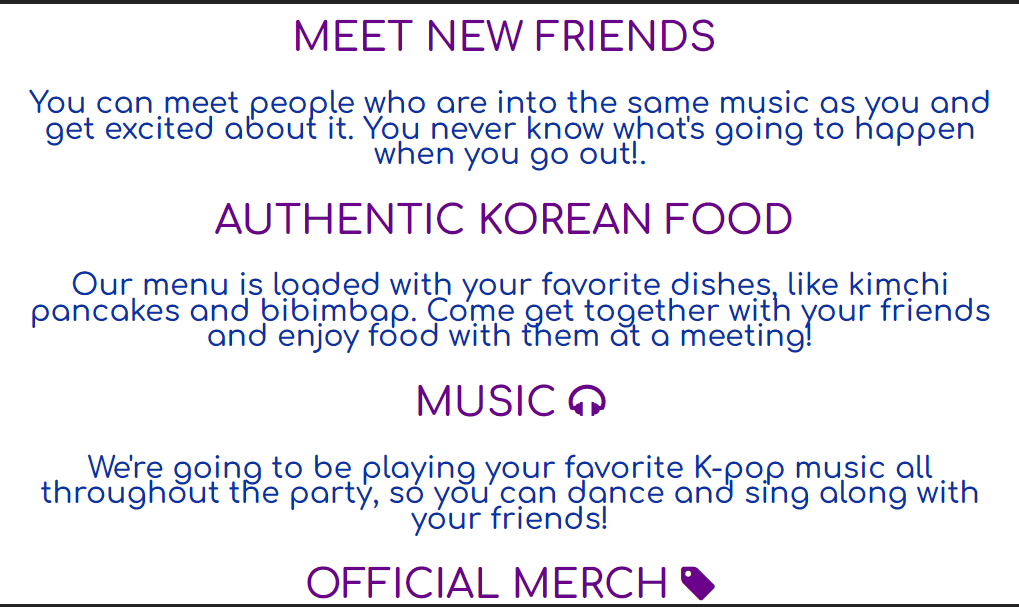 MEET NEW FRIENDS
You can meet people who are into the same music as you and
get excited about it. You never know what's going to happen
when you go out!.
AUTHENTIC KOREAN FOOD
Our menu is loaded with your favorite dishes, like kimchi
pancakes and bibimbap. Come get together with your friends
and enjoy food with them at a meeting!
MUSIC
We're going to be playing your favorite K-pop music all
throughout the party, so you can dance and sing along with
your friends!
OFFICIAL MERCH